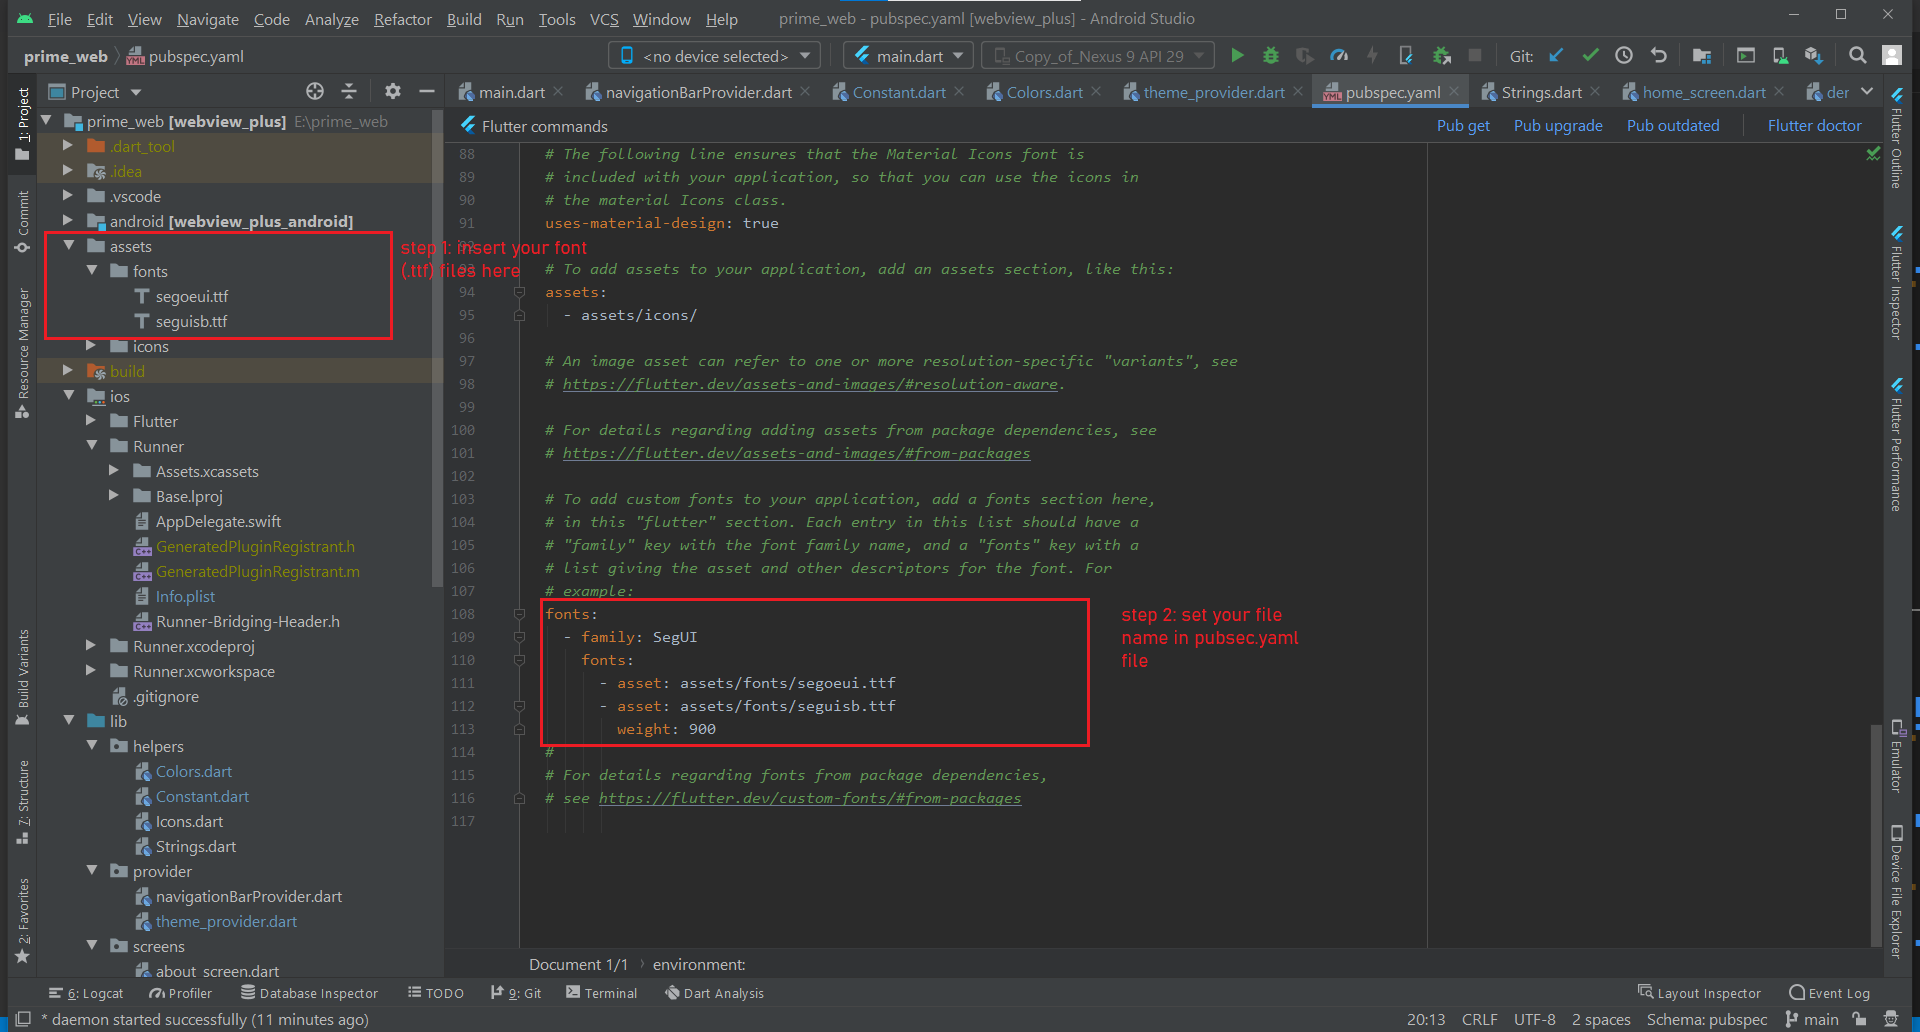 File Edit View Navigate Code Analyze Refactor Build Run Tools VCS Window Help prime_web - pubspec.yaml [webview_plus] - Android Studio
prime_web pubspec.yaml <no device selected> main.dart Copy_of_Nexus 9 API 29 Git:
Project main.dart navigationBarProvider.dart Constant.dart Colors.dart theme_provider.dart pubspec.yaml Strings.dart home_screen.dart der
Flutter commands Pub get Pub upgrade Pub outdated Flutter doctor
1: Project
Commit
Resource Manager
Build Variants
7: Structure
2: Favorites
prime_web [webview_plus] E:\prime_web
.dart_tool
.idea
.vscode
android [webview_plus_android]
assets
fonts
segoeui.ttf
seguisb.ttf
icons
build
ios
Flutter
Runner
Assets.xcassets
Base.lproj
AppDelegate.swift
GeneratedPluginRegistrant.h
GeneratedPluginRegistrant.m
Info.plist
Runner-Bridging-Header.h
Runner.xcodeproj
Runner.xcworkspace
.gitignore
lib
helpers
Colors.dart
Constant.dart
Icons.dart
Strings.dart
provider
navigationBarProvider.dart
theme_provider.dart
screens
about_screen.dart
step 1: insert your font
(.ttf) files here
88 # The following line ensures that the Material Icons font is
89 # included with your application, so that you can use the icons in
90 # the material Icons class.
91 uses-material-design: true
# To add assets to your application, add an assets section, like this:
94 assets:
95 - assets/icons/
96
97 # An image asset can refer to one or more resolution-specific "variants", see
98 # https://flutter.dev/assets-and-images/#resolution-aware.
99
100 # For details regarding adding assets from package dependencies, see
101 # https://flutter.dev/assets-and-images/#from-packages
102
103 # To add custom fonts to your application, add a fonts section here,
104 # in this "flutter" section. Each entry in this list should have a
105 # "family" key with the font family name, and a "fonts" key with a
106 # list giving the asset and other descriptors for the font. For
107 # example:
108 fonts:
109 - family: SegUI
110 fonts:
111 - asset: assets/fonts/segoeui.ttf
112 - asset: assets/fonts/seguisb.ttf
113 weight: 900
114 #
115 # For details regarding fonts from package dependencies,
116 # see https://flutter.dev/custom-fonts/#from-packages
117
step 2: set your file
name in pubsec.yaml
file
Flutter Outline
Flutter Inspector
Flutter Performance
Emulator
Device File Explorer
Document 1/1 environment:
6: Logcat Profiler Database Inspector TODO 9: Git Terminal Dart Analysis Layout Inspector Event Log
* daemon started successfully (11 minutes ago) 20:13 CRLF UTF-8 2 spaces Schema: pubspec main